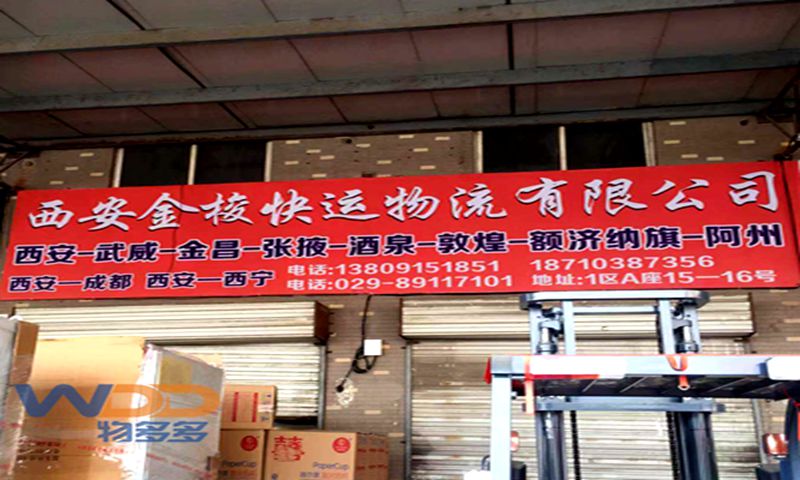 西安金梭快运物流有限公司
西安—武威—金昌—张掖—酒泉—敦煌—额济纳旗—阿州
西安—成都 西安—西宁
电话:13809151851 18710387356
电话:029-89117101 地址:1区A座15—16号
WDD
物多多
PaperCup
PaperCup